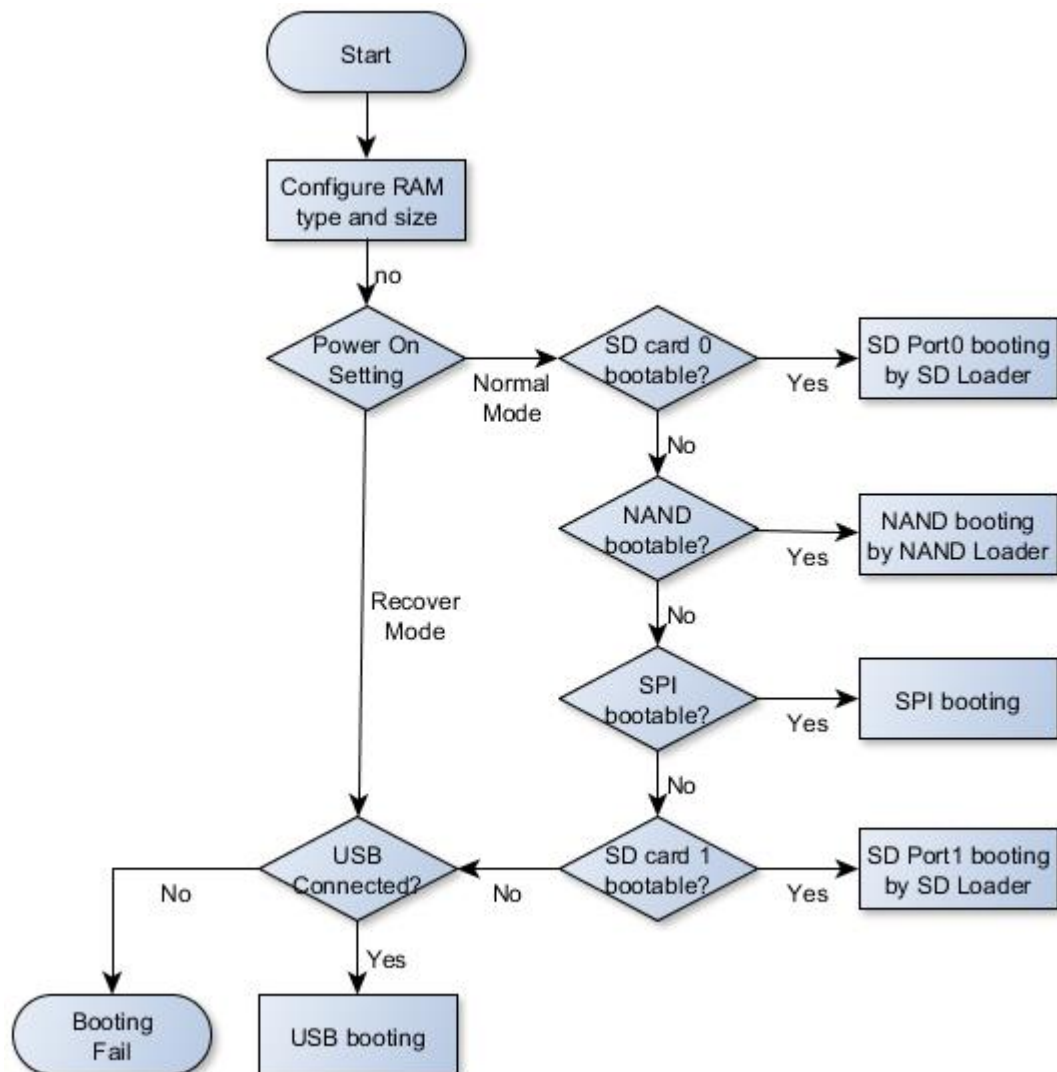 Start
Configure RAM
type and size
no
Power On
Setting
Normal
Mode
SD card 0
bootable?
Yes
SD Port0 booting
by SD Loader
No
NAND
bootable?
Yes
NAND booting
by NAND Loader
No
Recover
Mode
SPI
bootable?
Yes
SPI booting
No
SD card 1
bootable?
Yes
SD Port1 booting
by SD Loader
No
USB
Connected?
No
Yes
Booting
Fail
USB booting